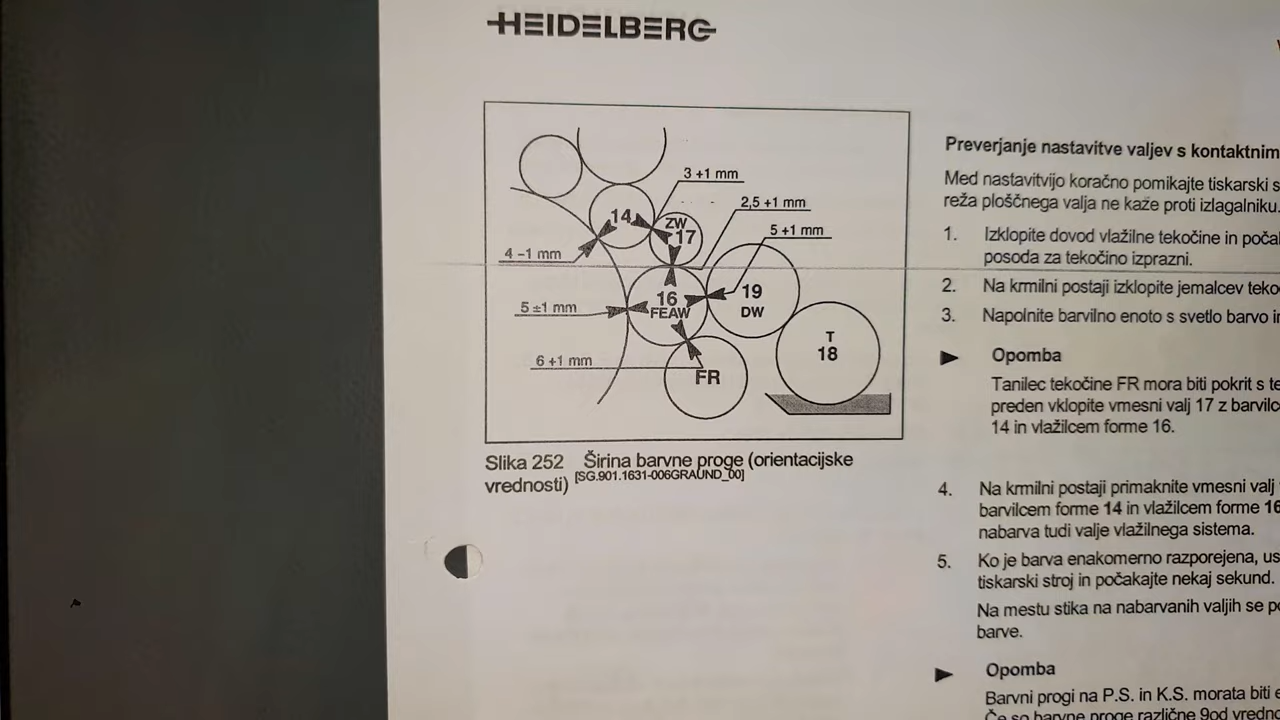 HEIDELBERG
3 +1 mm
2,5 +1 mm
5 +1 mm
14
ZW
17
4 –1 mm
16
FEAW
19
DW
5 ±1 mm
T
18
6 +1 mm
FR
Slika 252 Širina barvne proge (orientacijske
vrednosti) [SG.901.1631-006GRAUND_00]
Preverjanje nastavitve valjev s kontaktnim
Med nastavitvijo koračno pomikajte tiskarski
reža ploščnega valja ne kaže proti izlagalniku.
1. Izklopite dovod vlažilne tekočine in
posoda za tekočino izprazni.
2. Na krmilni postaji izklopite jemalcev
3. Napolnite barvilno enoto s svetlo barvo
Opomba
Tanilec tekočine FR mora biti pokrit s
preden vklopite vmesni valj 17 z
14 in vlažilcem forme 16.
4. Na krmilni postaji primaknite vmesni valj
barvilcem forme 14 in vlažilcem forme 16
nabarva tudi valje vlažilnega sistema.
5. Ko je barva enakomerno razporejena,
tiskarski stroj in počakajte nekaj sekund.
Na mestu stika na nabarvanih valjih se
barve.
Opomba
Barvni progi na P.S. in K.S. morata biti
Če so barvne proge različne 9od